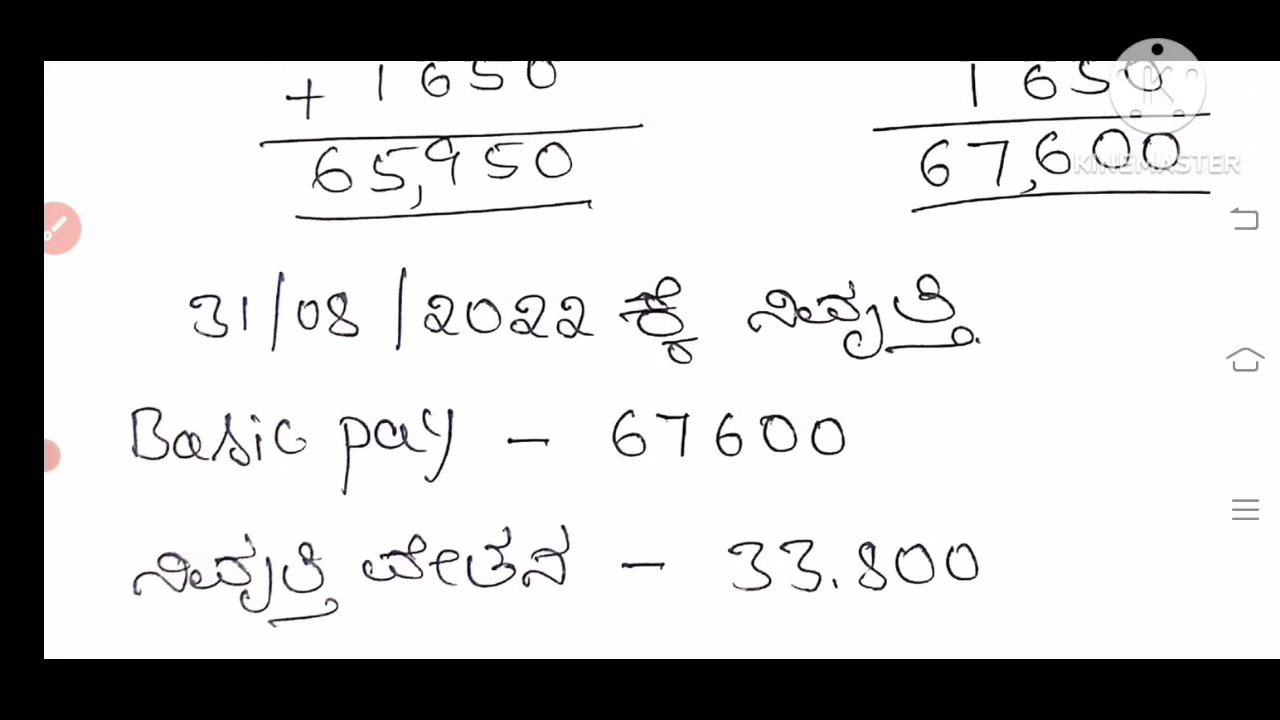 + 1650
1650
65,950
67,600
KINEMASTER
31/08/2022 ಕ್ಕೆ ನಿವೃತ್ತಿ
Basic pay - 67600
ನಿವೃತ್ತಿ ವೇತನ - 33.800